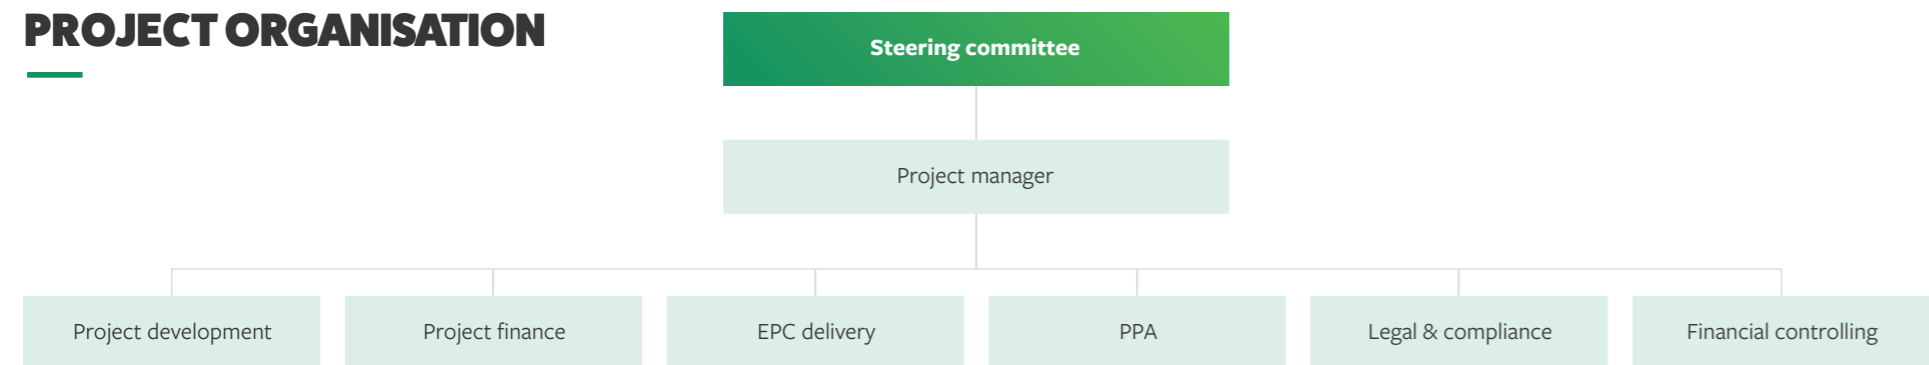 PROJECT ORGANISATION
Steering committee
Project manager
Project development
Project finance
EPC delivery
PPA
Legal & compliance
Financial controlling